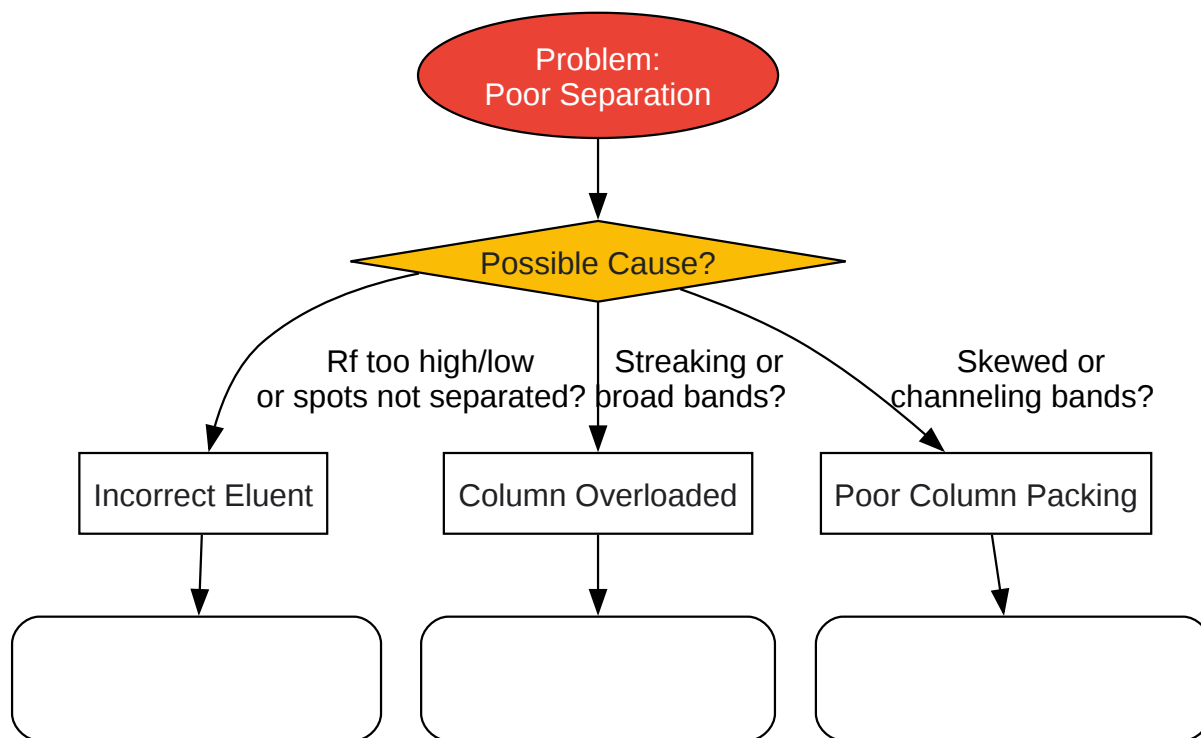 Problem:
Poor Separation
Possible Cause?
Rf too high/low
or spots not separated?
Streaking or
broad bands?
Skewed or
channeling bands?
Incorrect Eluent
Column Overloaded
Poor Column Packing